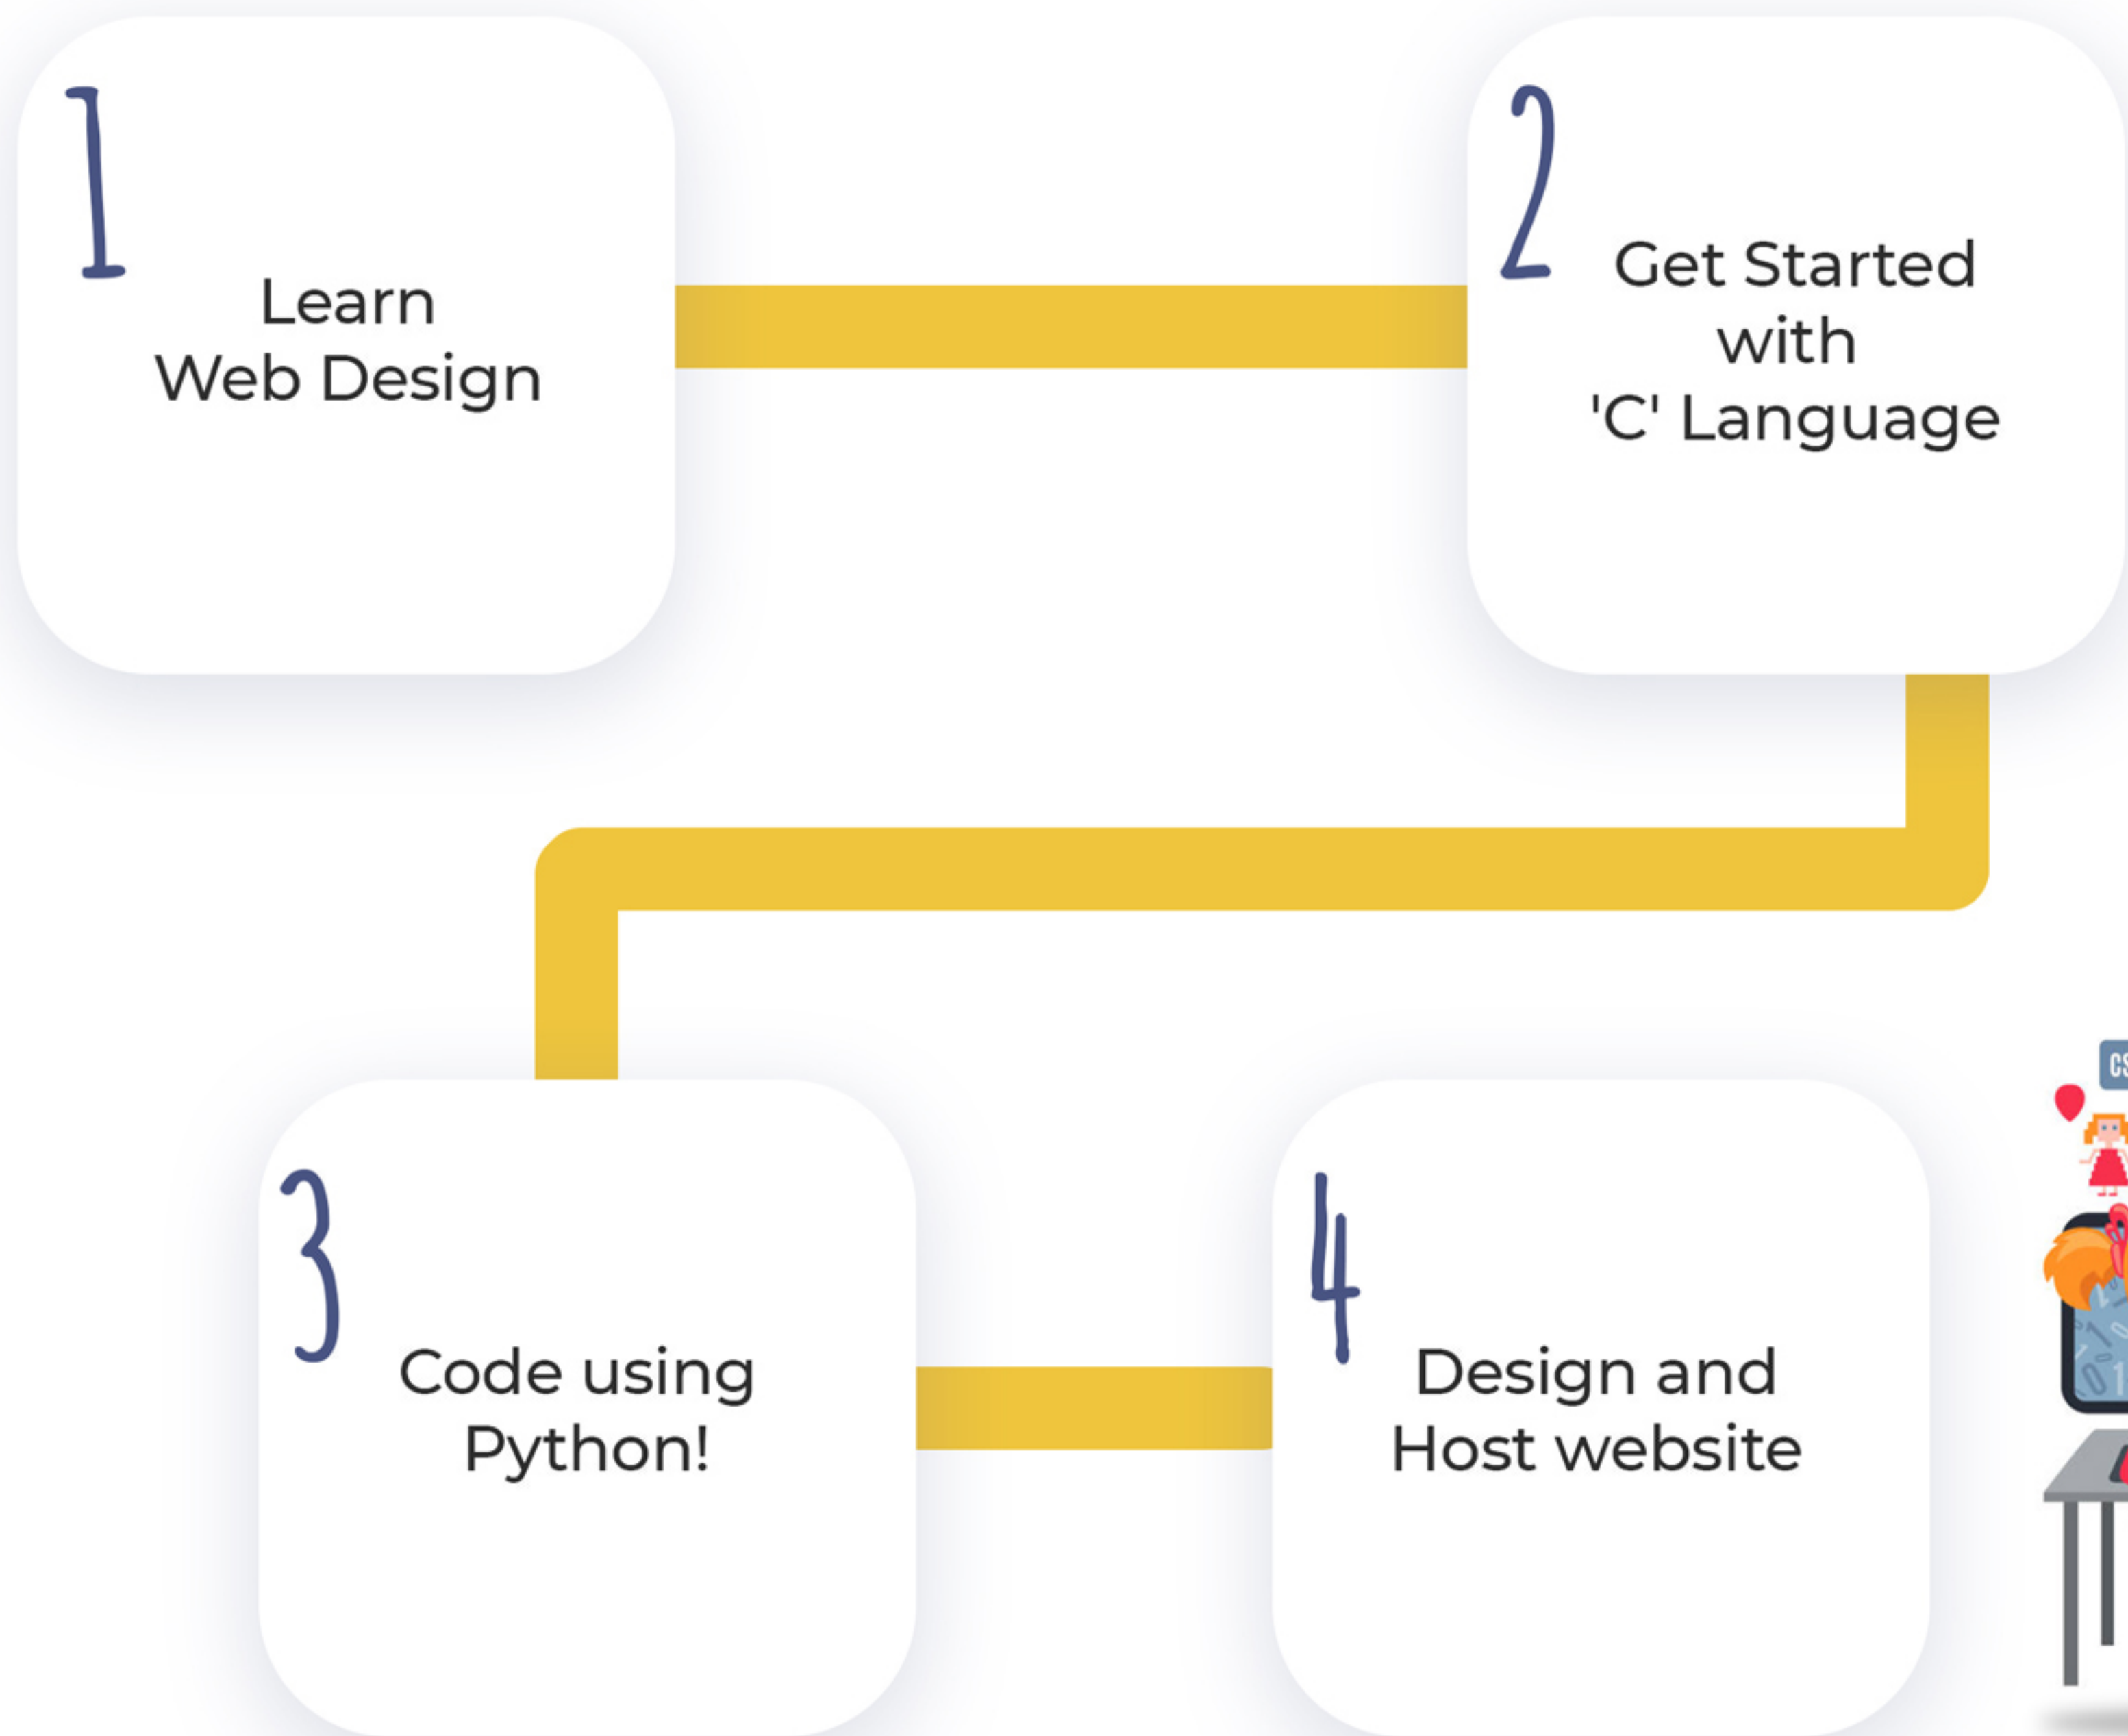 1
Learn
Web Design
2
Get Started
with
'C' Language
3
Code using
Python!
4
Design and
Host website